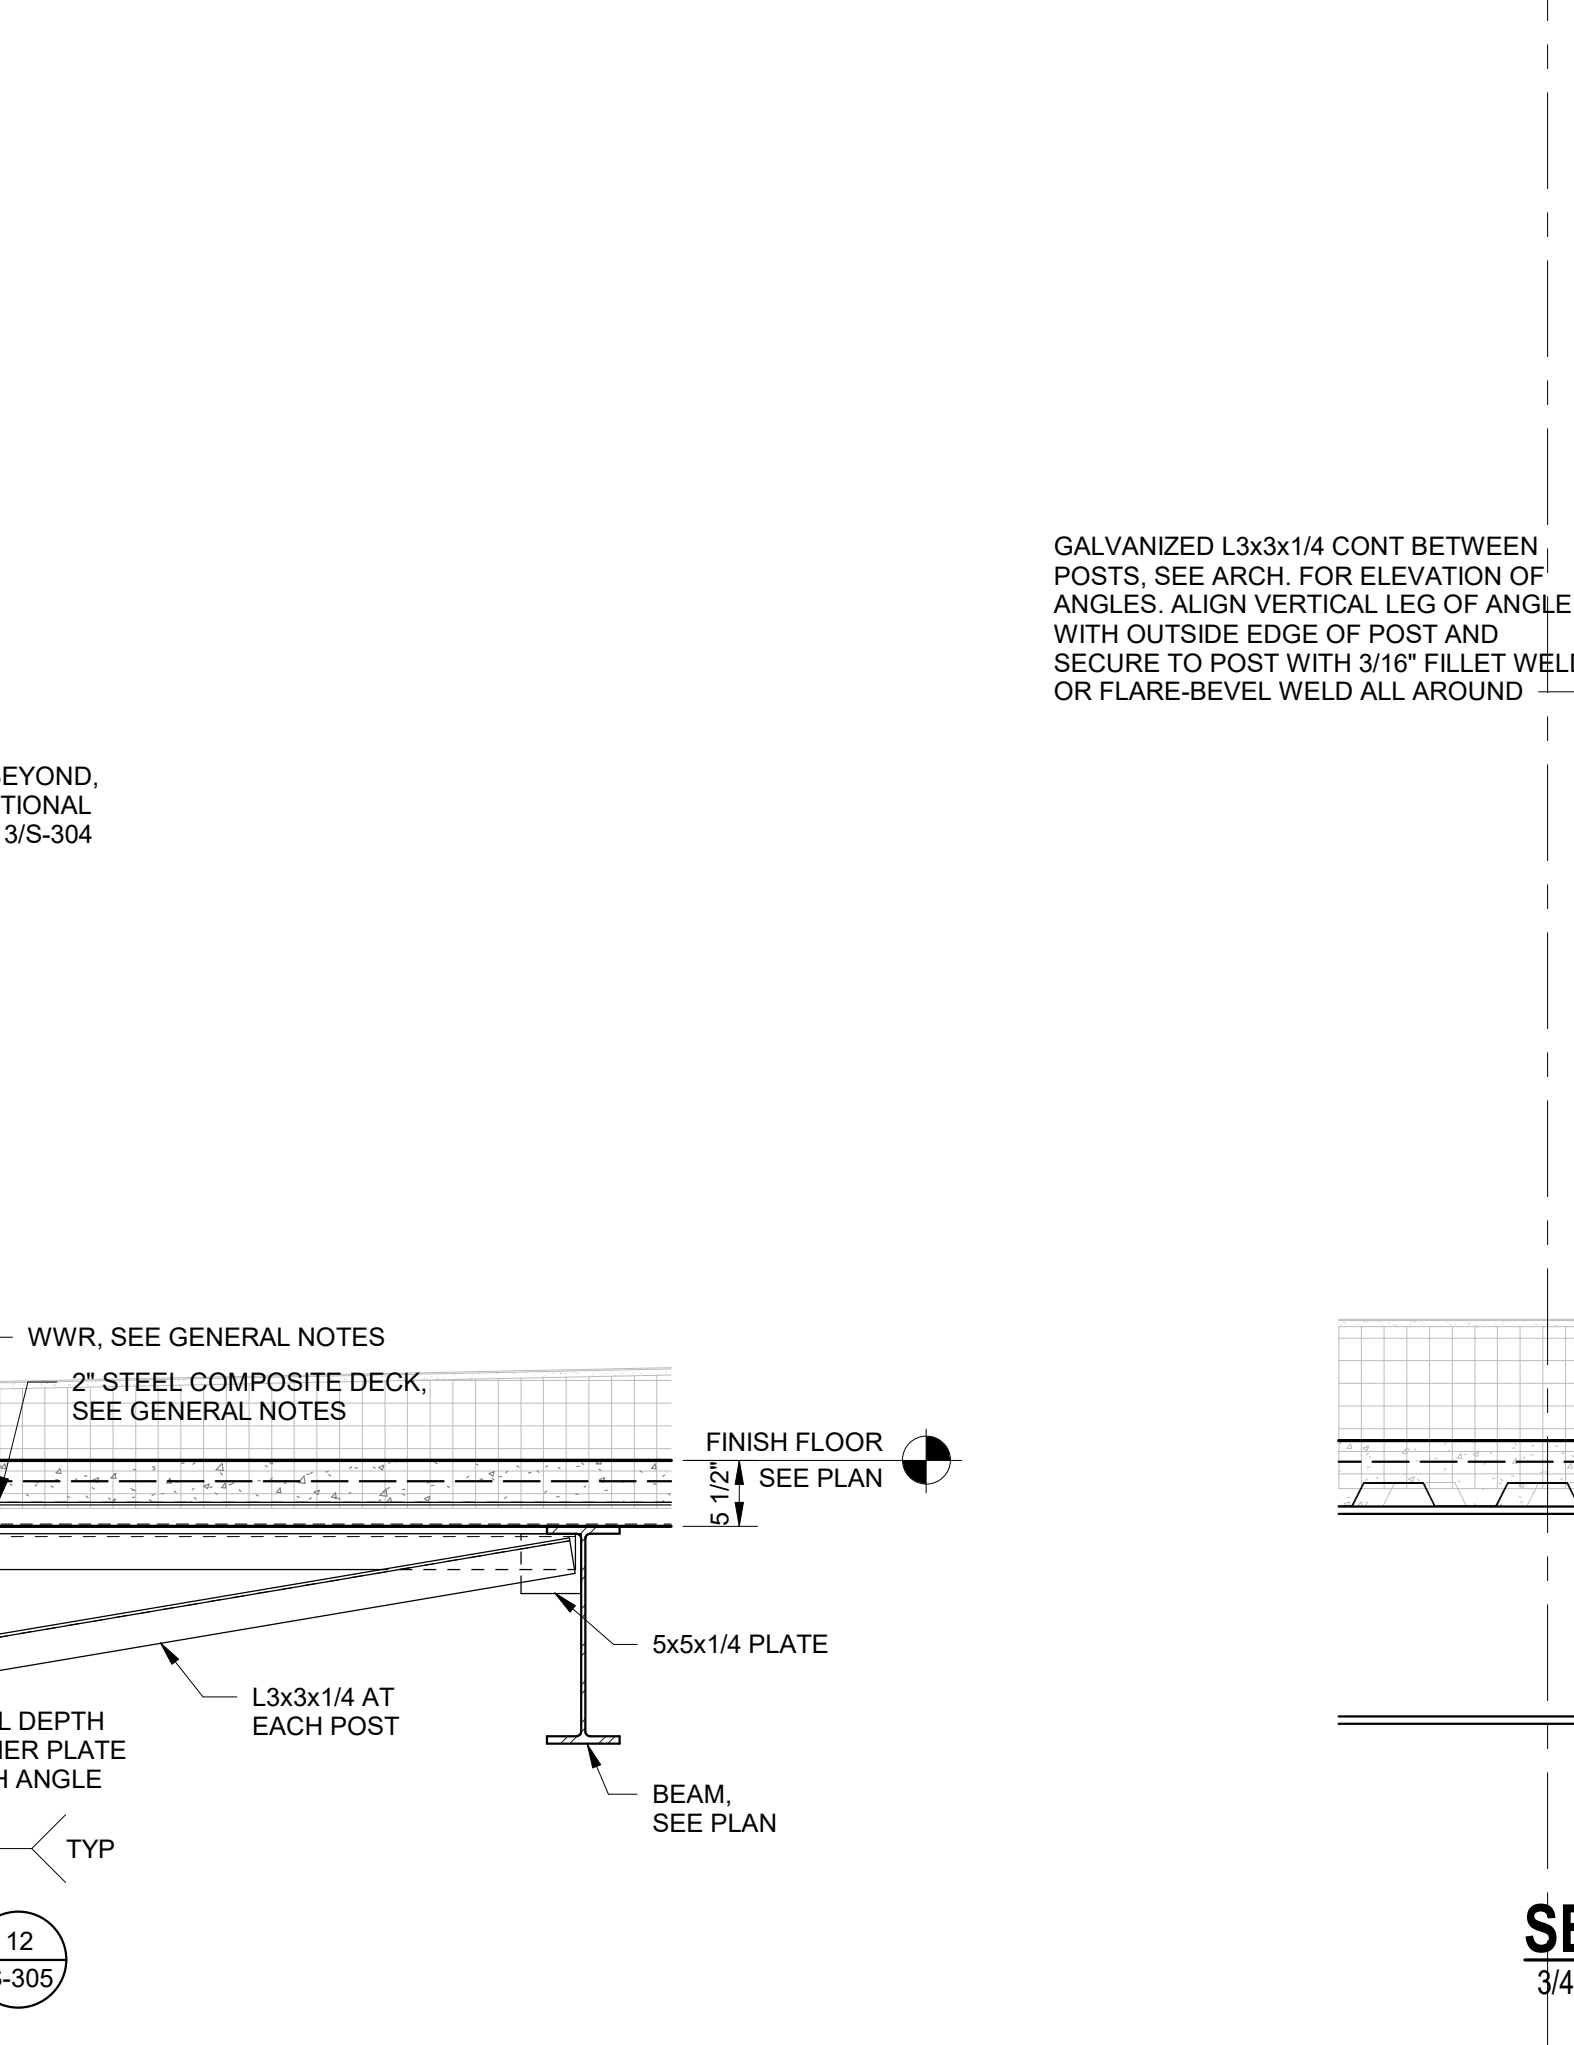 GALVANIZED L3x3x1/4 CONT BETWEEN
POSTS, SEE ARCH. FOR ELEVATION OF
ANGLES. ALIGN VERTICAL LEG OF ANGLE
WITH OUTSIDE EDGE OF POST AND
SECURE TO POST WITH 3/16" FILLET WELD
OR FLARE-BEVEL WELD ALL AROUND
BEYOND,
TIONAL
3/S-304
WWR, SEE GENERAL NOTES
2" STEEL COMPOSITE DECK,
SEE GENERAL NOTES
FINISH FLOOR
SEE PLAN
5 1/2"
5x5x1/4 PLATE
L3x3x1/4 AT
EACH POST
L DEPTH
NER PLATE
H ANGLE
BEAM,
SEE PLAN
TYP
12
S-305
SE
3/4